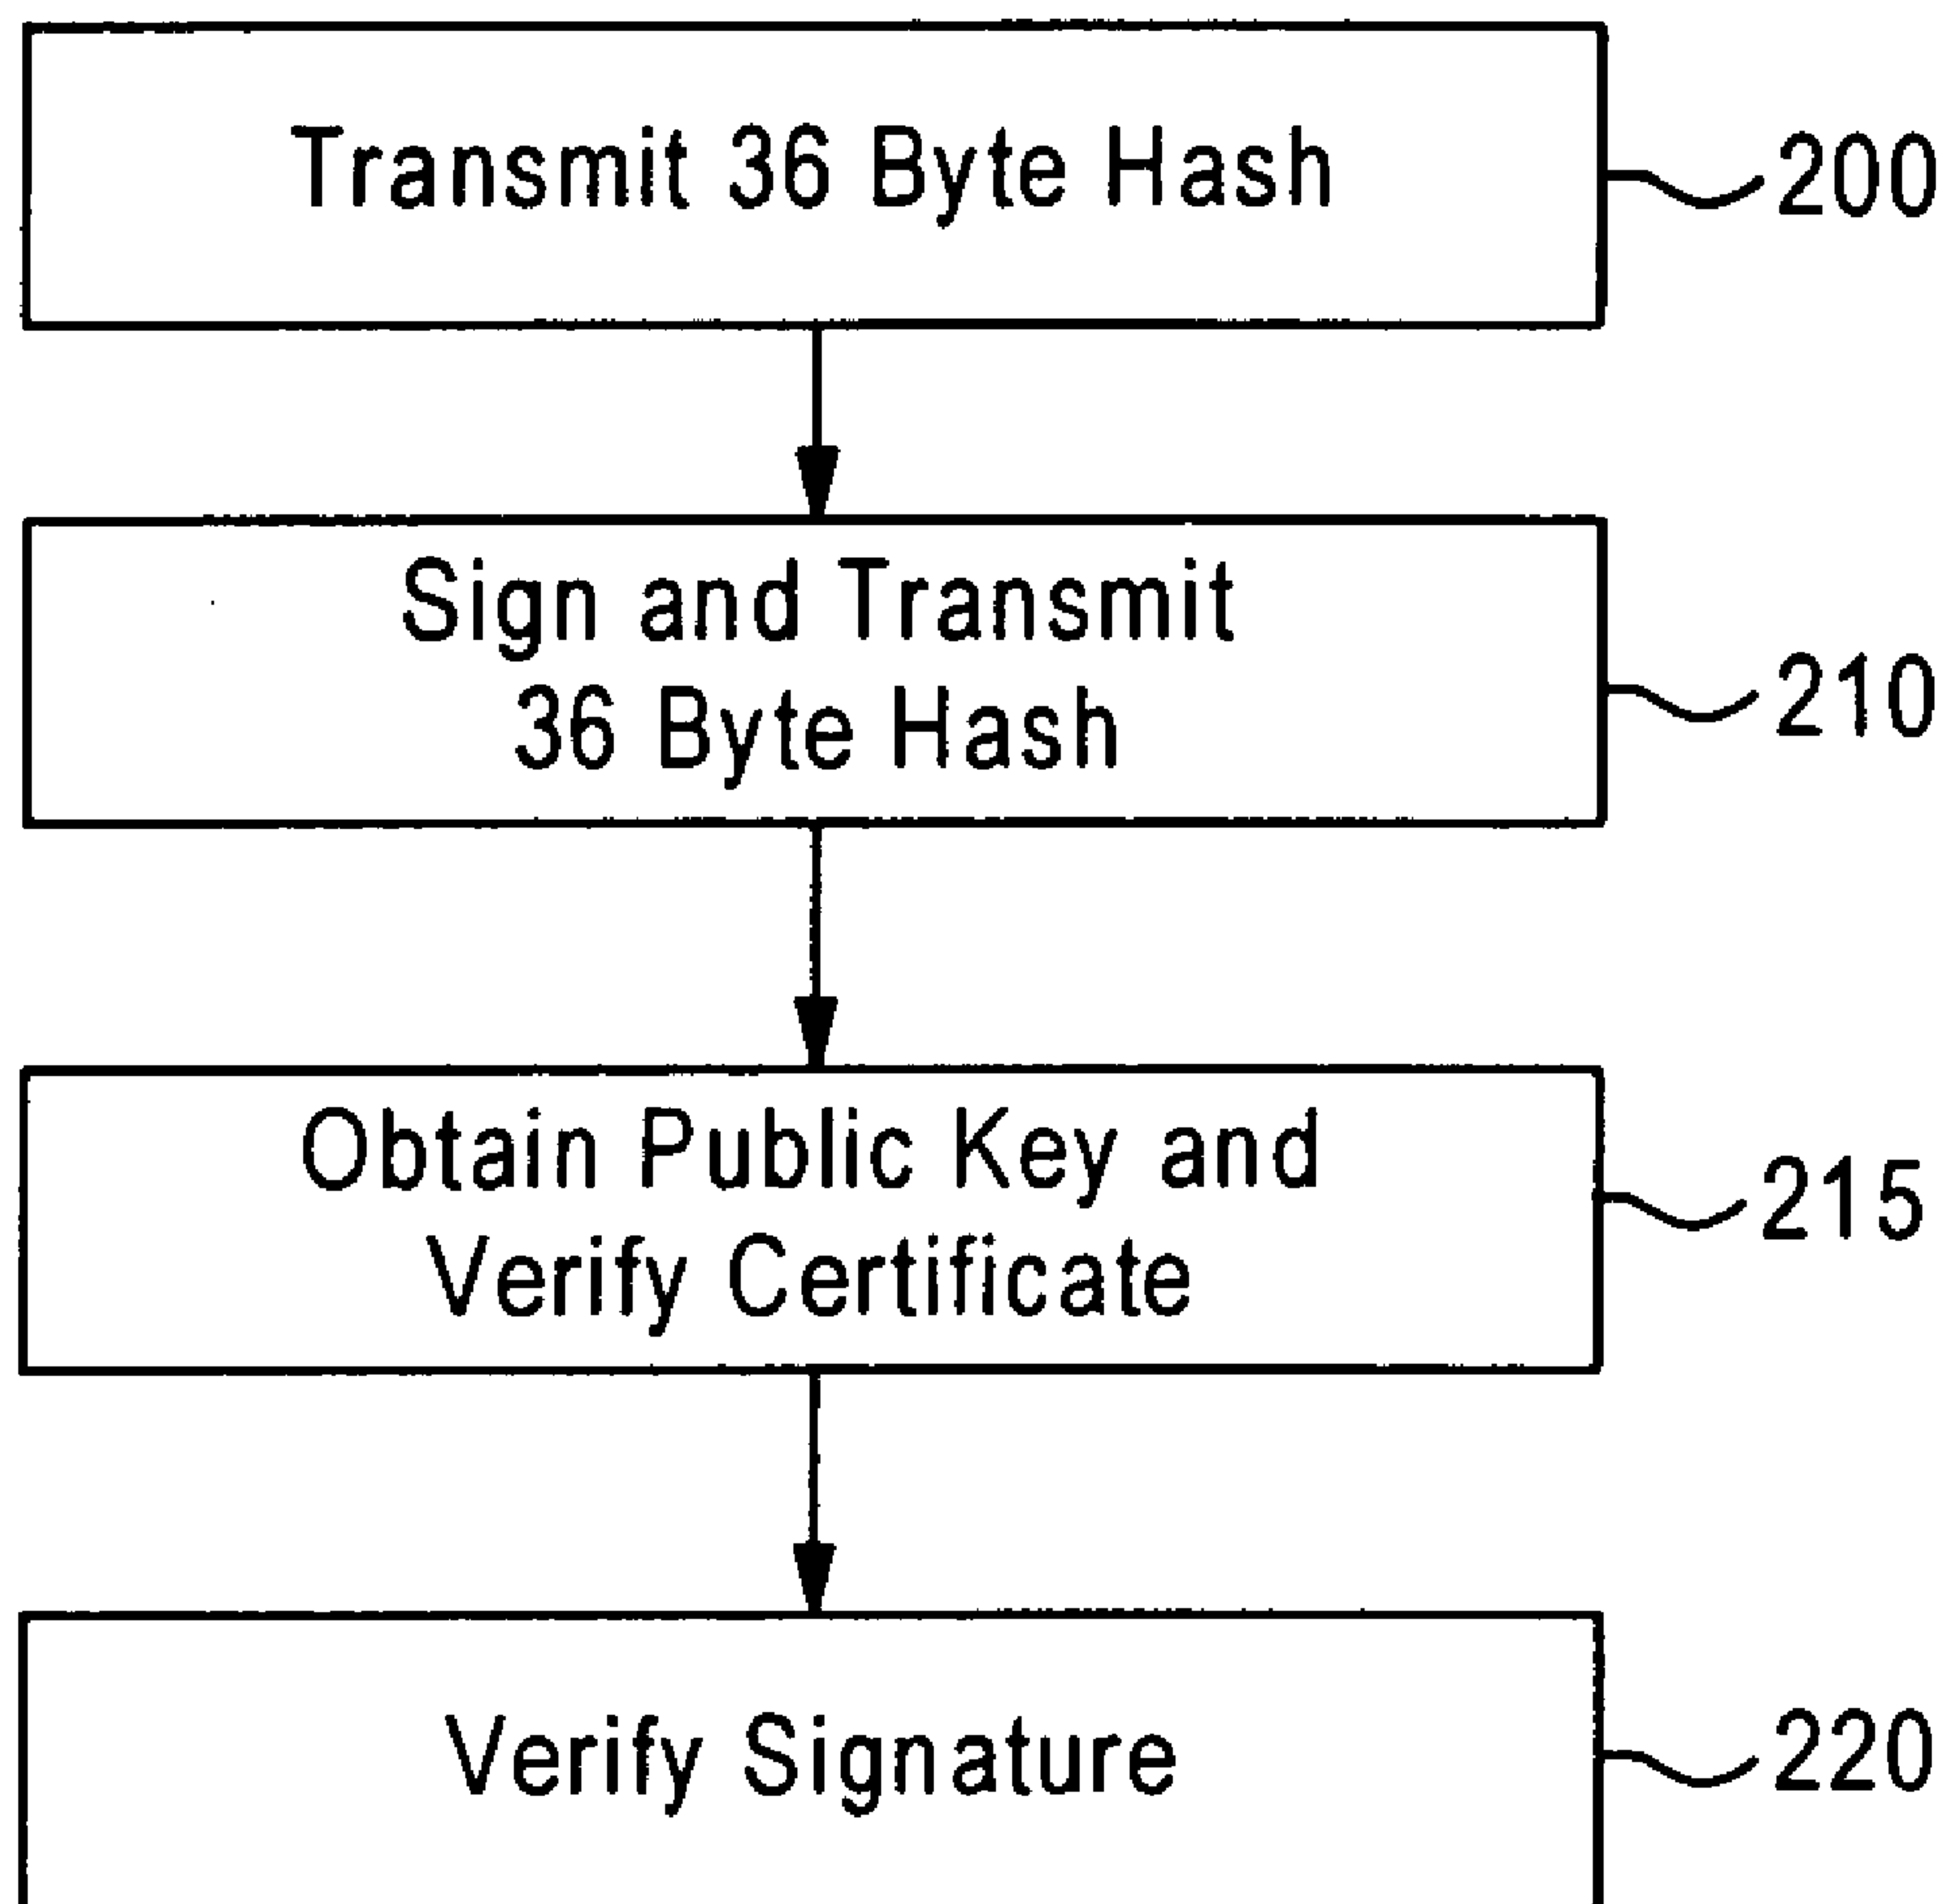 Transmit 36 Byte Hash
200
Sign and Transmit
36 Byte Hash
210
Obtain Public Key and
Verify Certificate
215
Verify Signature
220